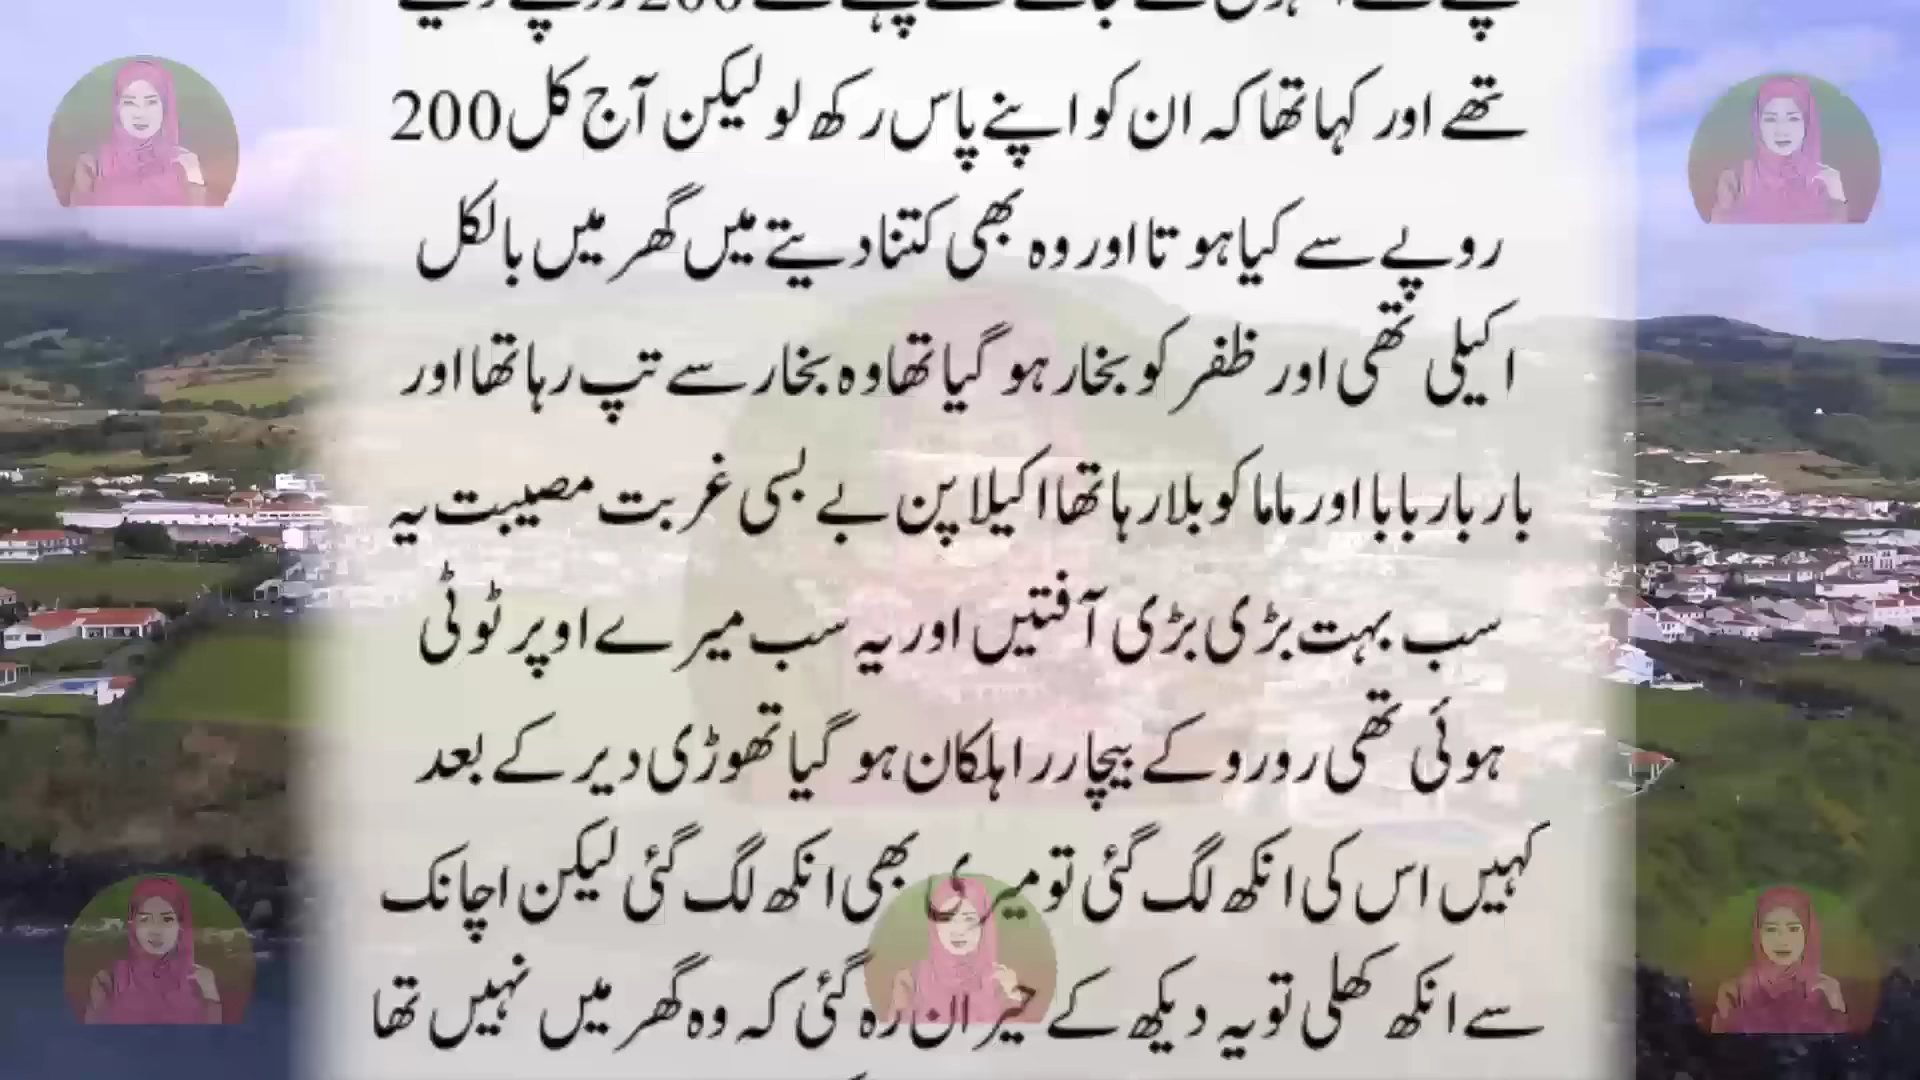 تھے اور کہا تھا کہ ان کو اپنے پاس رکھ لو لیکن آج کل 200
روپے سے کیا ہوتا اور وہ بھی کتنا دیتے میں گھر میں بالکل
اکیلی تھی اور ظفر کو بخار ہو گیا تھا وہ بخار سے تپ رہا تھا اور
بار بار بابا اور ماما کو بلا رہا تھا اکیلا پن بے بسی غربت مصیبت یہ
سب بہت بڑی بڑی آفتیں اور یہ سب میرے اوپر ٹوٹی
ہوئی تھی رو رو کے بیچارر اہلکان ہو گیا تھوڑی دیر کے بعد
کہیں اس کی انکھ لگ گئی تو میری بھی انکھ لگ گئی لیکن اچانک
سے انکھ کھلی تو یہ دیکھ کے حیران رہ گئی کہ وہ گھر میں نہیں تھا